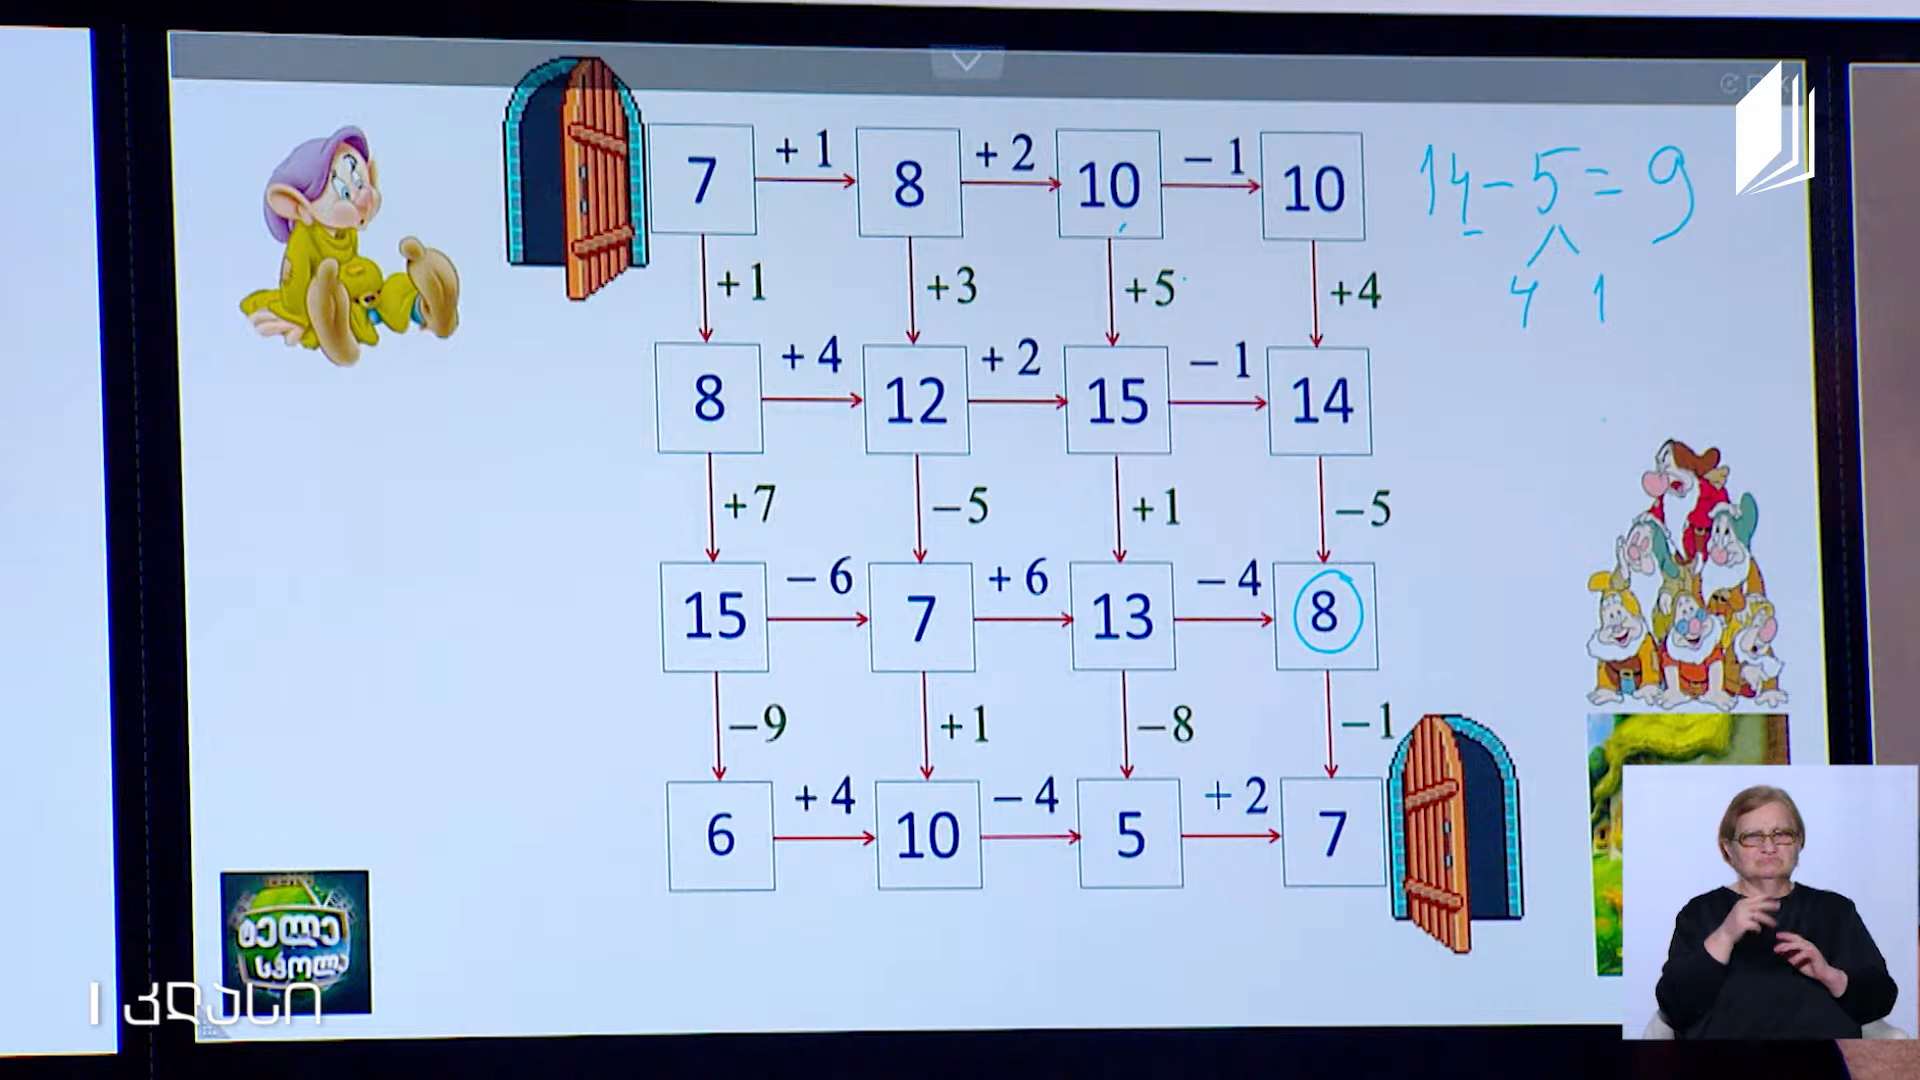 7 +1 8 +2 10 −1 10 14 − 5 = 9
+1 +3 +5 +4 4 1
8 +4 12 +2 15 −1 14
+7 −5 +1 −5
15 −6 7 +6 13 −4 8
−9 +1 −8 −1
6 +4 10 −4 5 +2 7
ტელე
სკოლა
I კლასი